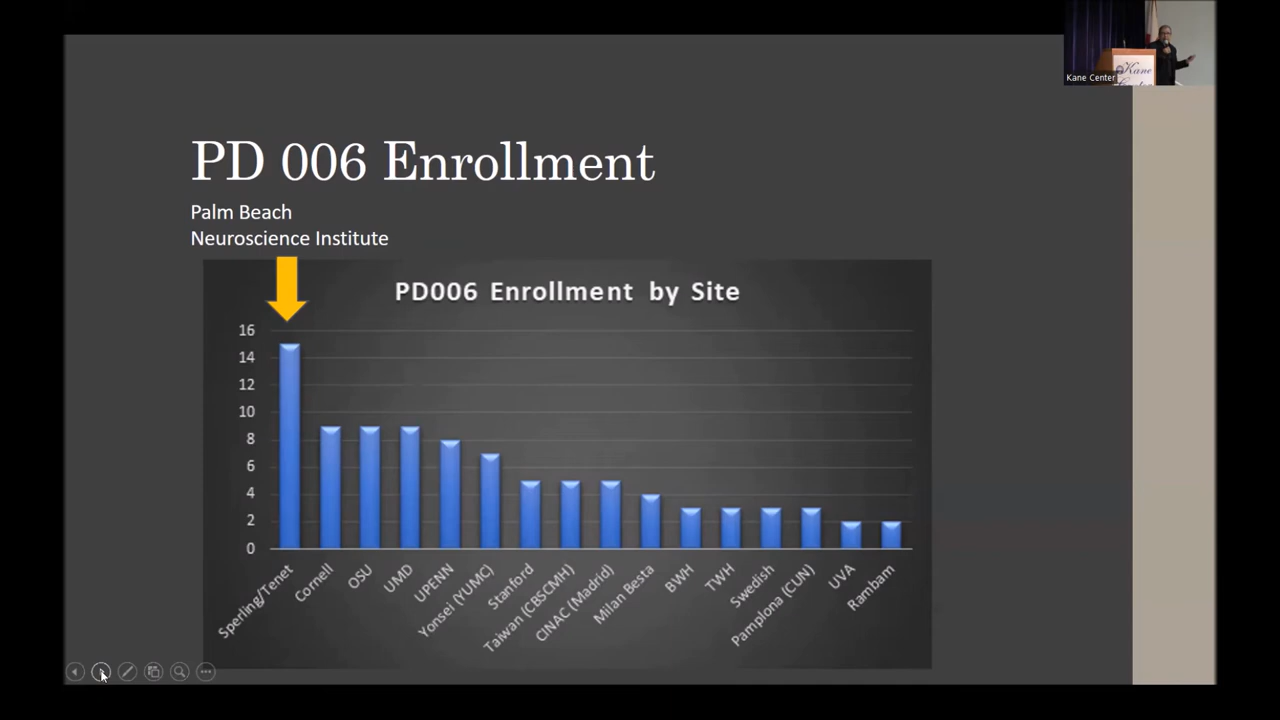 Kane
Kane Center
PD 006 Enrollment
Palm Beach
Neuroscience Institute
PD006 Enrollment by Site
16
14
12
10
8
6
4
2
0
Sperling/Tenet
Cornell
OSU
UMD
UPENN
Yonsei (YUMC)
Stanford
Taiwan (CBSCMH)
CINAC (Madrid)
Milan Besta
BWH
TWH
Swedish
Pamplona (CUN)
UVA
Rambam